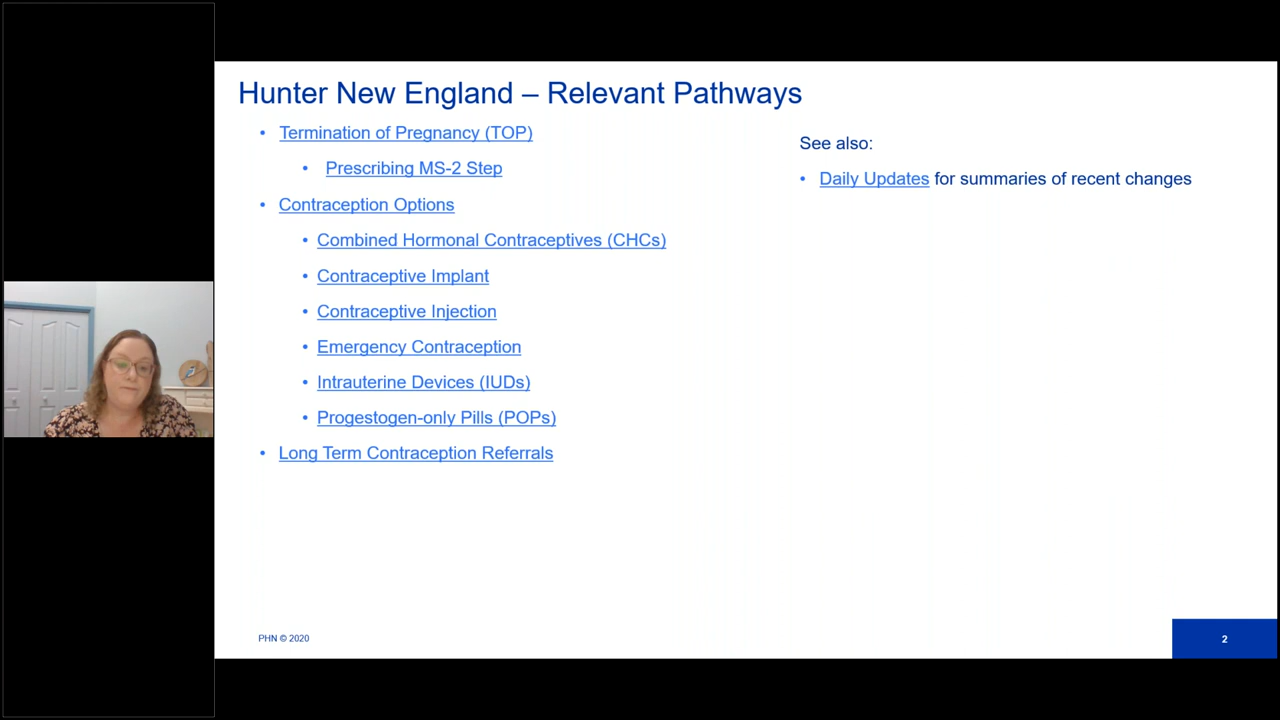 Hunter New England – Relevant Pathways
• Termination of Pregnancy (TOP)
• Prescribing MS-2 Step
• Contraception Options
• Combined Hormonal Contraceptives (CHCs)
• Contraceptive Implant
• Contraceptive Injection
• Emergency Contraception
• Intrauterine Devices (IUDs)
• Progestogen-only Pills (POPs)
• Long Term Contraception Referrals
See also:
• Daily Updates for summaries of recent changes
PHN © 2020
2